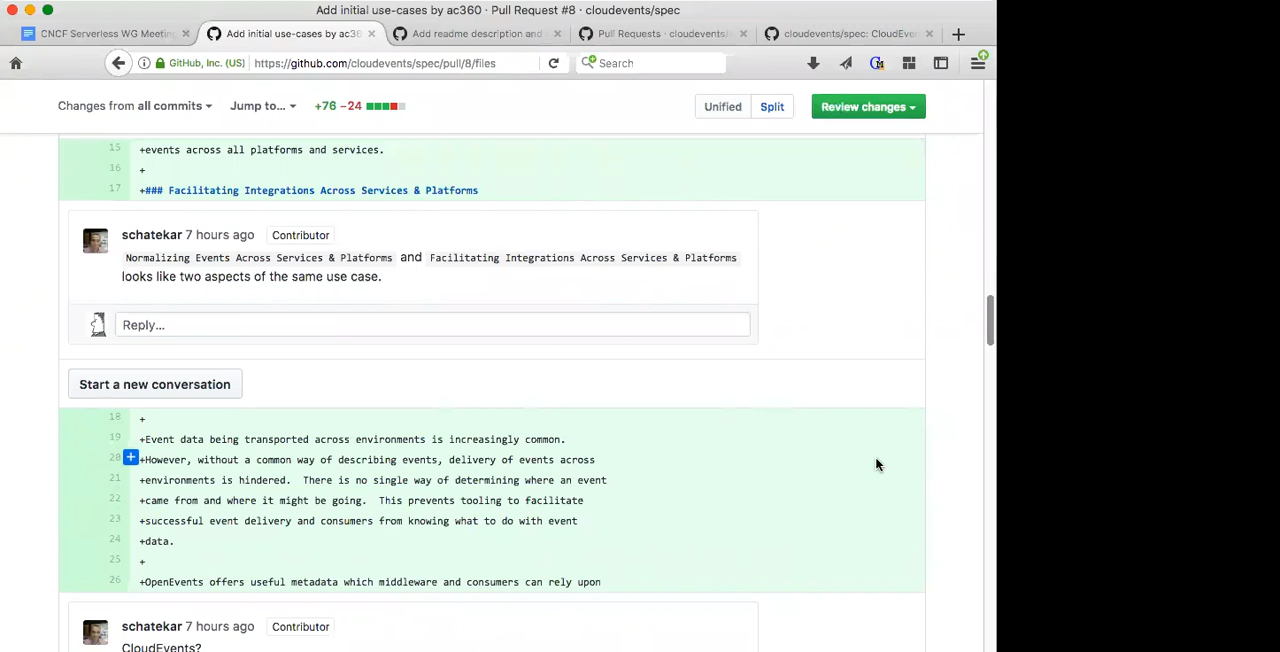 Add initial use-cases by ac360 · Pull Request #8 · cloudevents/spec
CNCF Serverless WG Meeting
Add initial use-cases by ac36
Add readme description and
Pull Requests · cloudevents/
cloudevents/spec: CloudEven
GitHub, Inc. (US)
https://github.com/cloudevents/spec/pull/8/files
Search
Changes from all commits
Jump to...
+76 −24
Unified
Split
Review changes
15 +events across all platforms and services.
16 +
17 +### Facilitating Integrations Across Services & Platforms
schatekar 7 hours ago Contributor
Normalizing Events Across Services & Platforms and Facilitating Integrations Across Services & Platforms
looks like two aspects of the same use case.
Reply...
Start a new conversation
18 +
19 +Event data being transported across environments is increasingly common.
20 +However, without a common way of describing events, delivery of events across
21 +environments is hindered.  There is no single way of determining where an event
22 +came from and where it might be going.  This prevents tooling to facilitate
23 +successful event delivery and consumers from knowing what to do with event
24 +data.
25 +
26 +OpenEvents offers useful metadata which middleware and consumers can rely upon
schatekar 7 hours ago Contributor
CloudEvents?